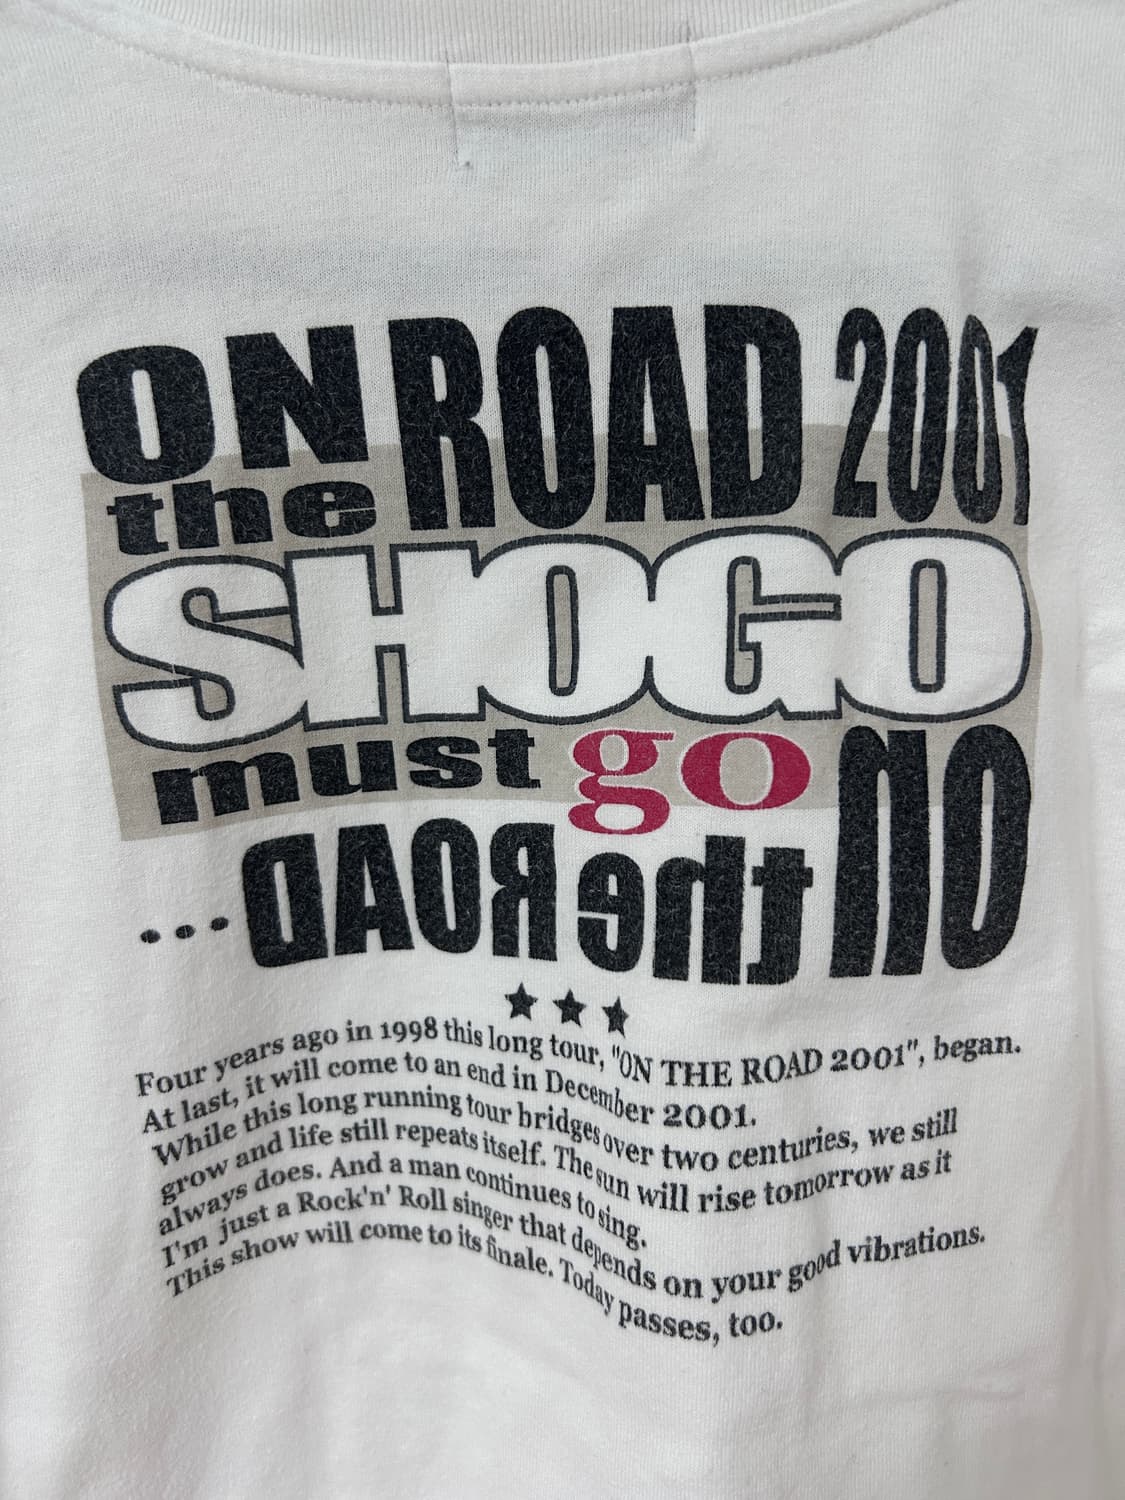 ON the ROAD 2001
SHOGO
must go
ON the ROAD ...
Four years ago in 1998 this long tour, "ON THE ROAD 2001", began.
At last, it will come to an end in December 2001.
While this long running tour bridges over two centuries, we still
grow and life still repeats itself. The sun will rise tomorrow as it
always does. And a man continues to sing.
I'm just a Rock'n' Roll singer that depends on your good vibrations.
This show will come to its finale. Today passes, too.